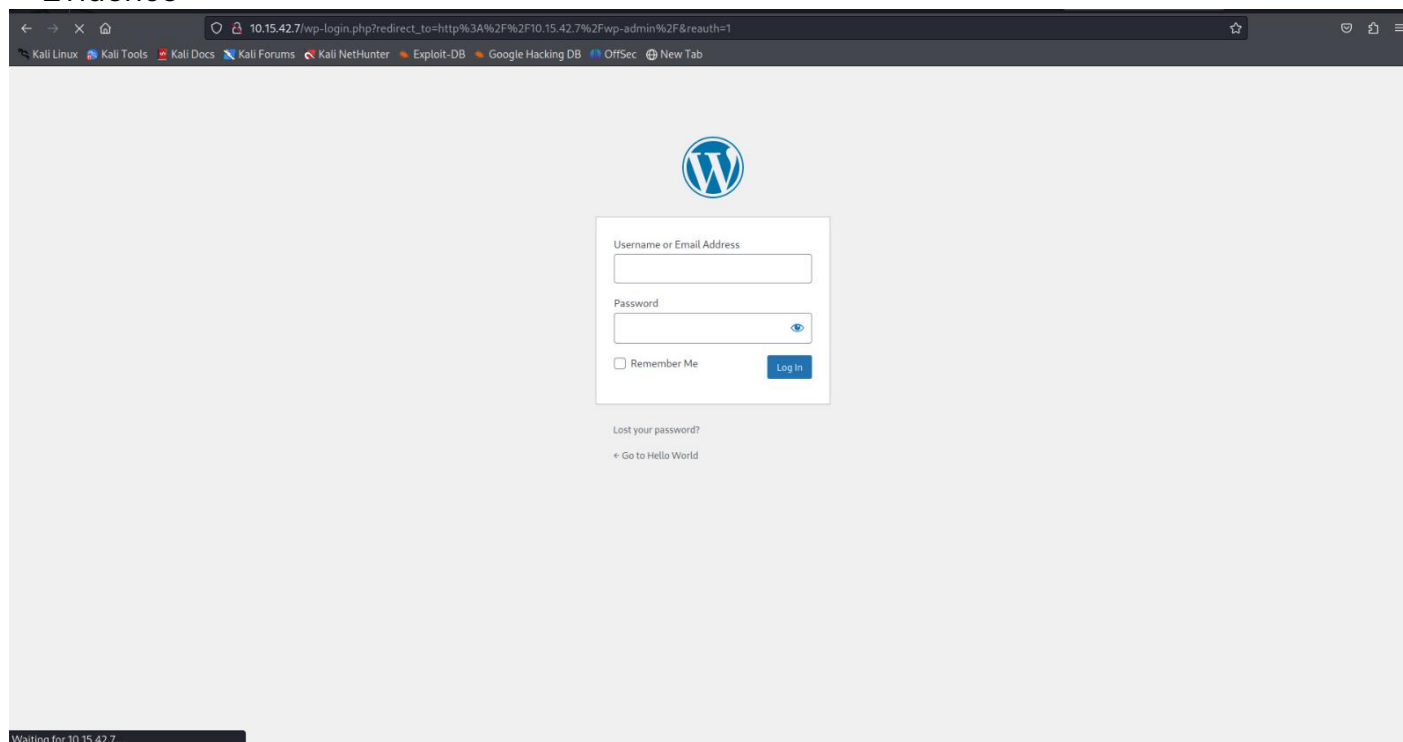 Evidence
10.15.42.7/wp-login.php?redirect_to=http%3A%2F%2F10.15.42.7%2Fwp-admin%2F&reauth=1
Kali Linux Kali Tools Kali Docs Kali Forums Kali NetHunter Exploit-DB Google Hacking DB OffSec New Tab
Username or Email Address
Password
Remember Me Log In
Lost your password?
← Go to Hello World
Waiting for 10.15.42.7